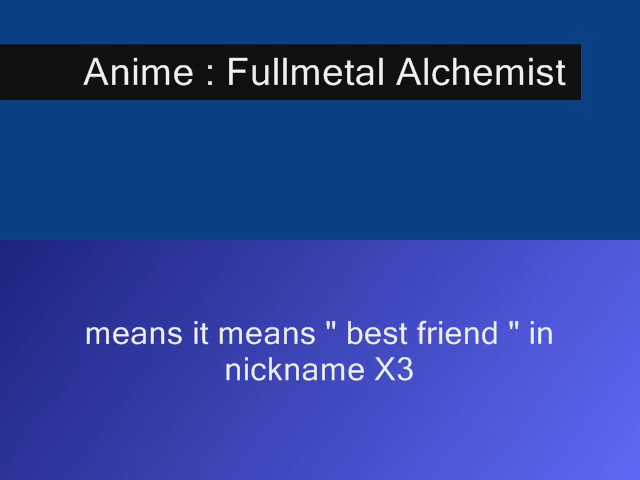 Anime : Fullmetal Alchemist
means it means " best friend " in
nickname X3